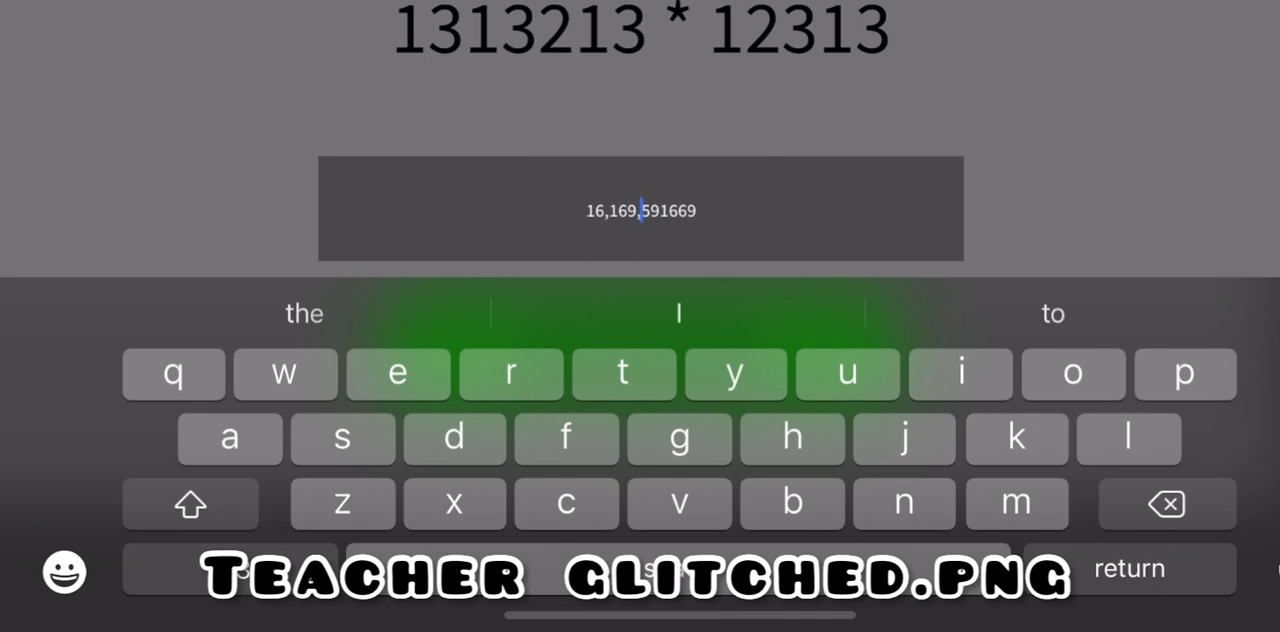 1313213 * 12313
16,169,591669
the I to
q w e r t y u i o p
a s d f g h j k l
z x c v b n m
return
Teacher glitched.png